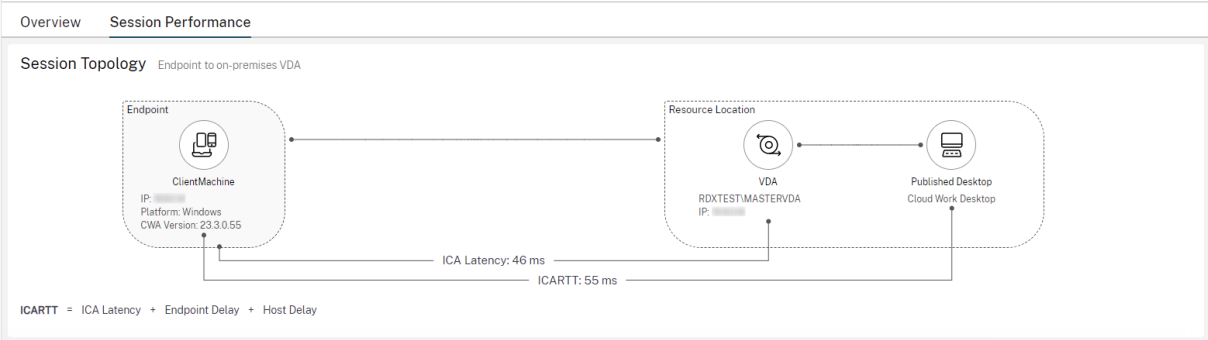 Overview Session Performance
Session Topology Endpoint to on-premises VDA
Endpoint
ClientMachine
IP:
Platform: Windows
CWA Version: 23.3.0.55
Resource Location
VDA
RDXTEST\MASTERVDA
IP:
Published Desktop
Cloud Work Desktop
ICA Latency: 46 ms
ICARTT: 55 ms
ICARTT = ICA Latency + Endpoint Delay + Host Delay